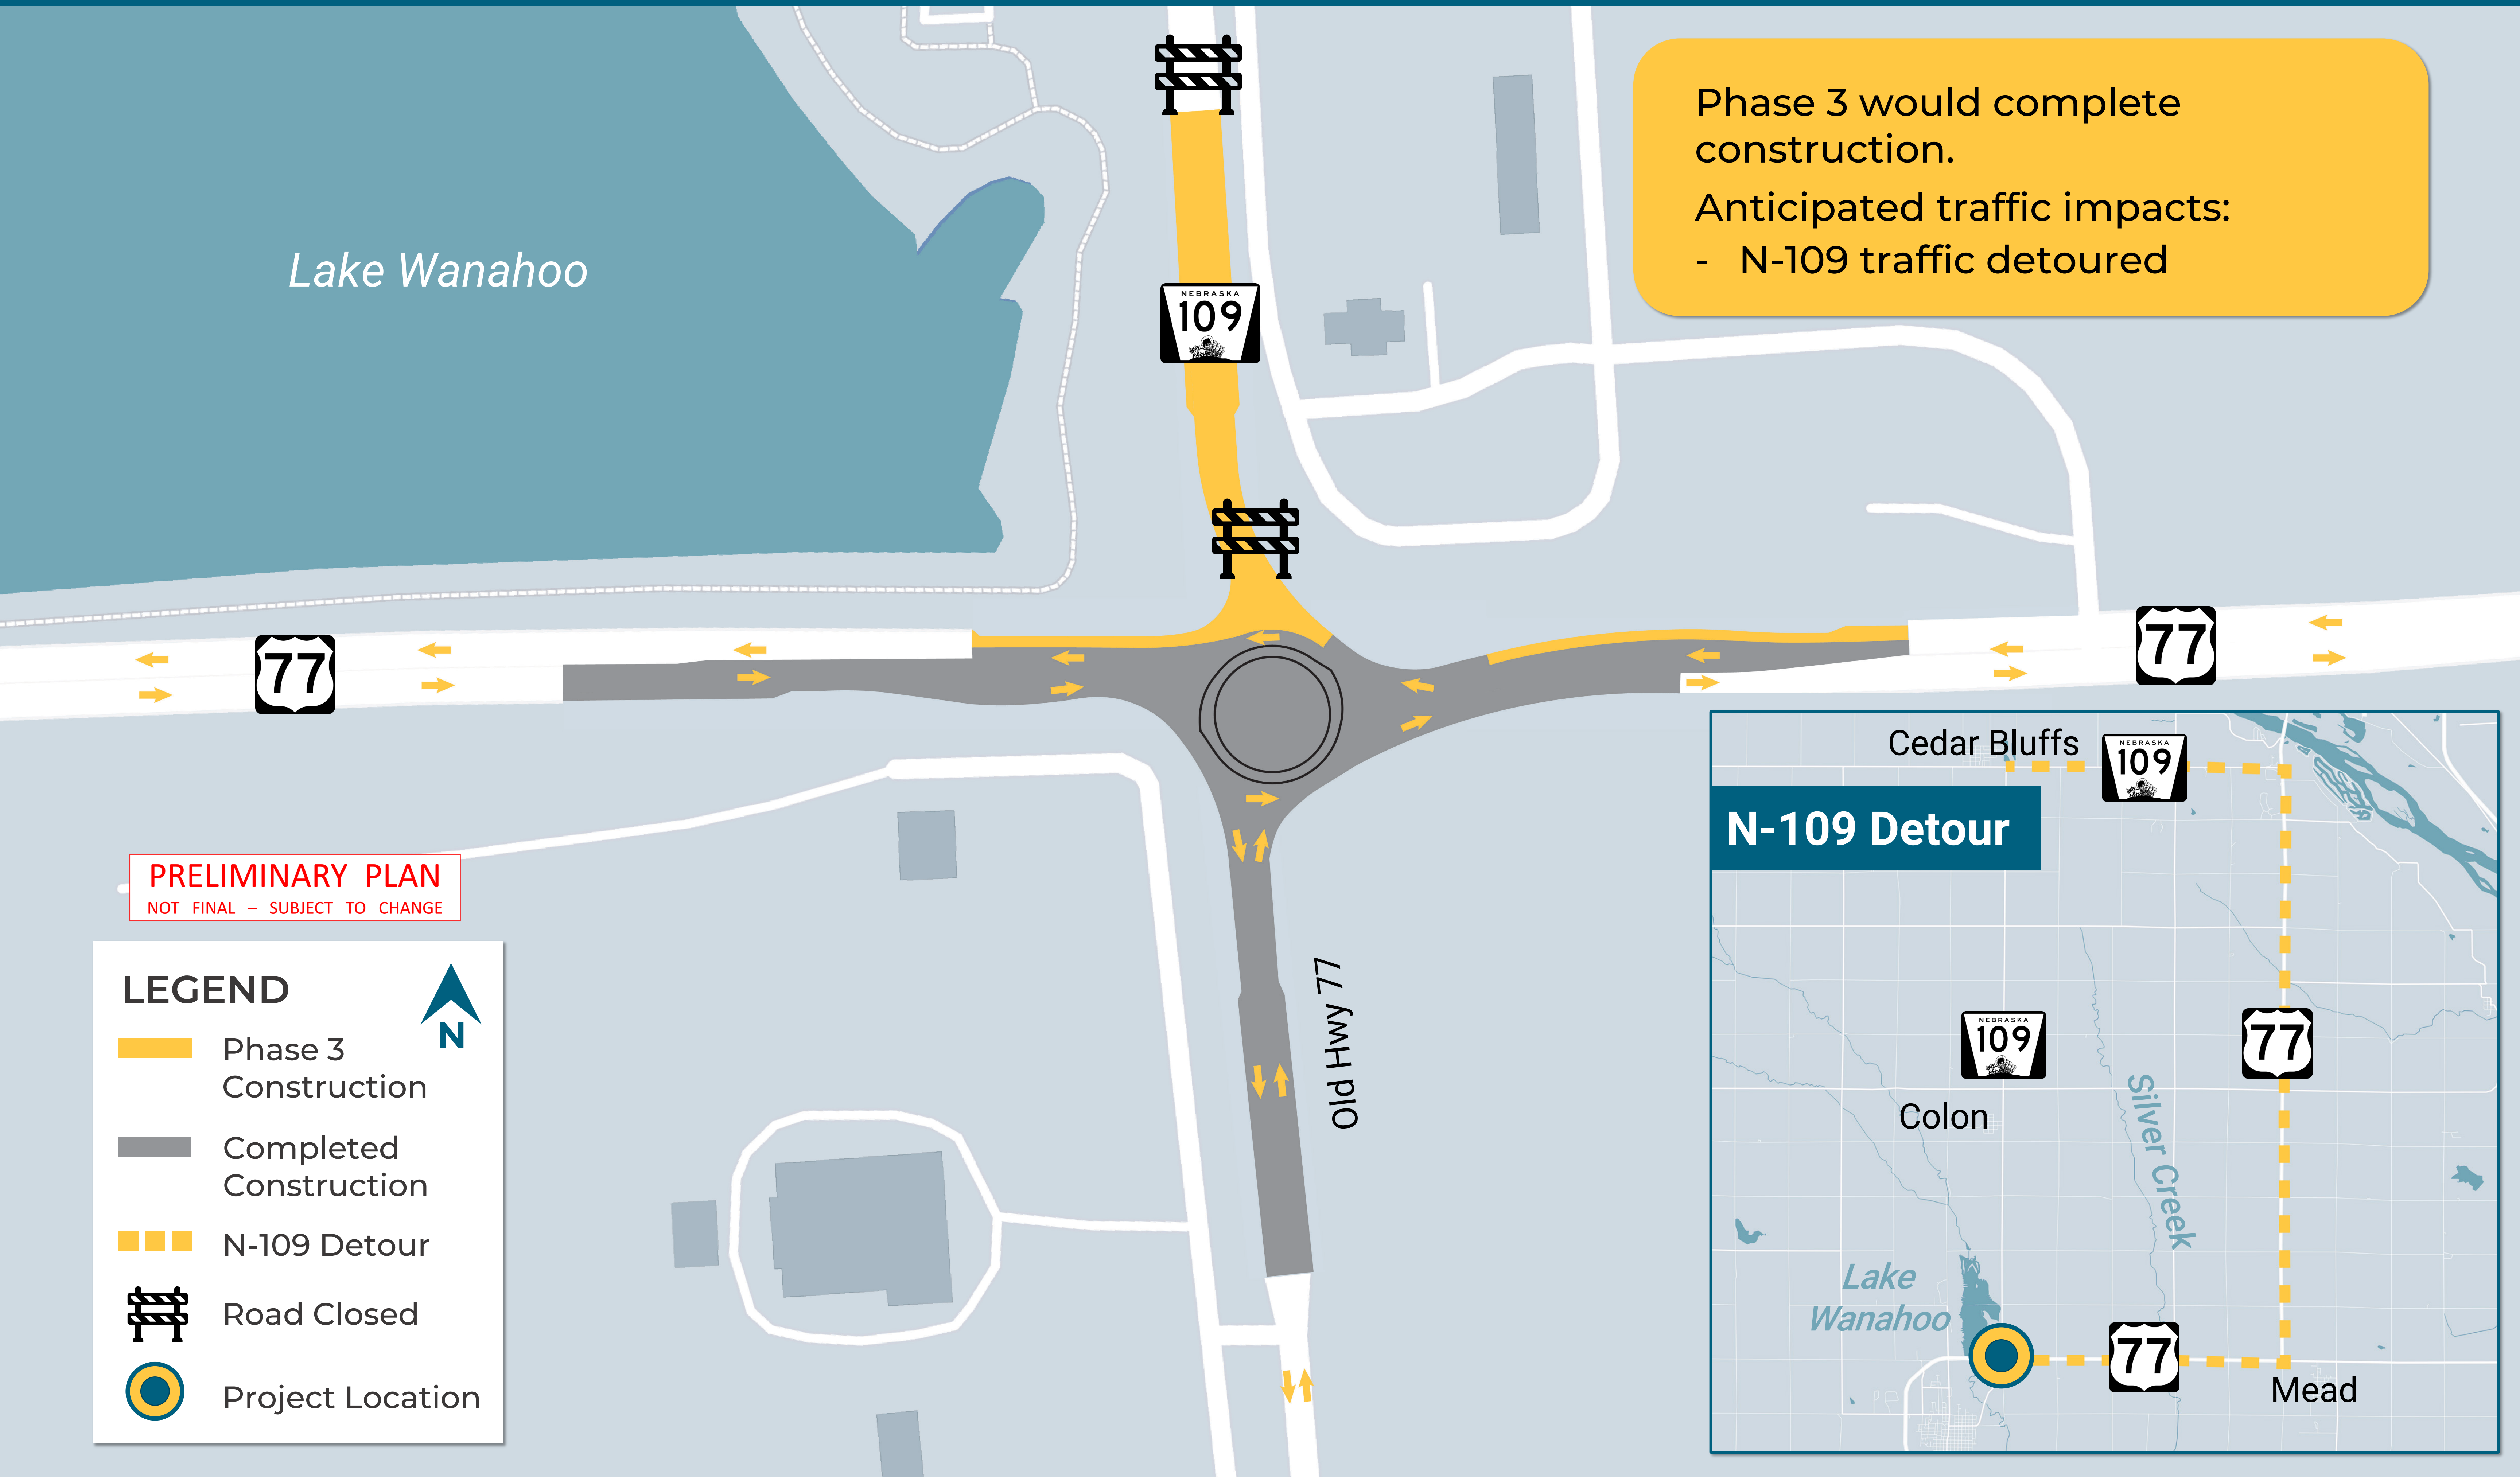 Phase 3 would complete
construction.
Anticipated traffic impacts:
- N-109 traffic detoured
Lake Wanahoo
NEBRASKA
109
77
77
Old Hwy 77
PRELIMINARY PLAN
NOT FINAL – SUBJECT TO CHANGE
LEGEND
N
Phase 3
Construction
Completed
Construction
N-109 Detour
Road Closed
Project Location
Cedar Bluffs
NEBRASKA
109
N-109 Detour
NEBRASKA
109
77
Colon
Silver Creek
Lake
Wanahoo
77
Mead